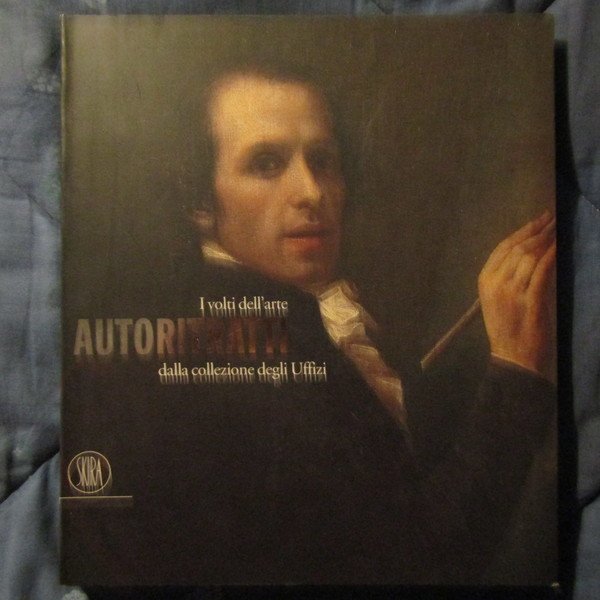 I volti dell'arte
AUTORITRATTI
dalla collezione degli Uffizi
SKIRA